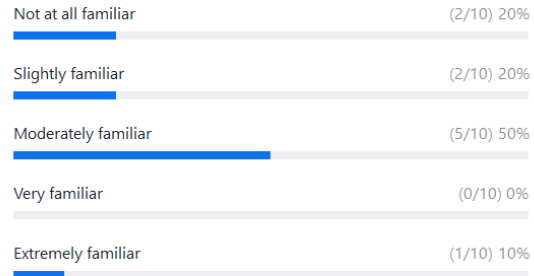 Not at all familiar (2/10) 20%
Slightly familiar (2/10) 20%
Moderately familiar (5/10) 50%
Very familiar (0/10) 0%
Extremely familiar (1/10) 10%